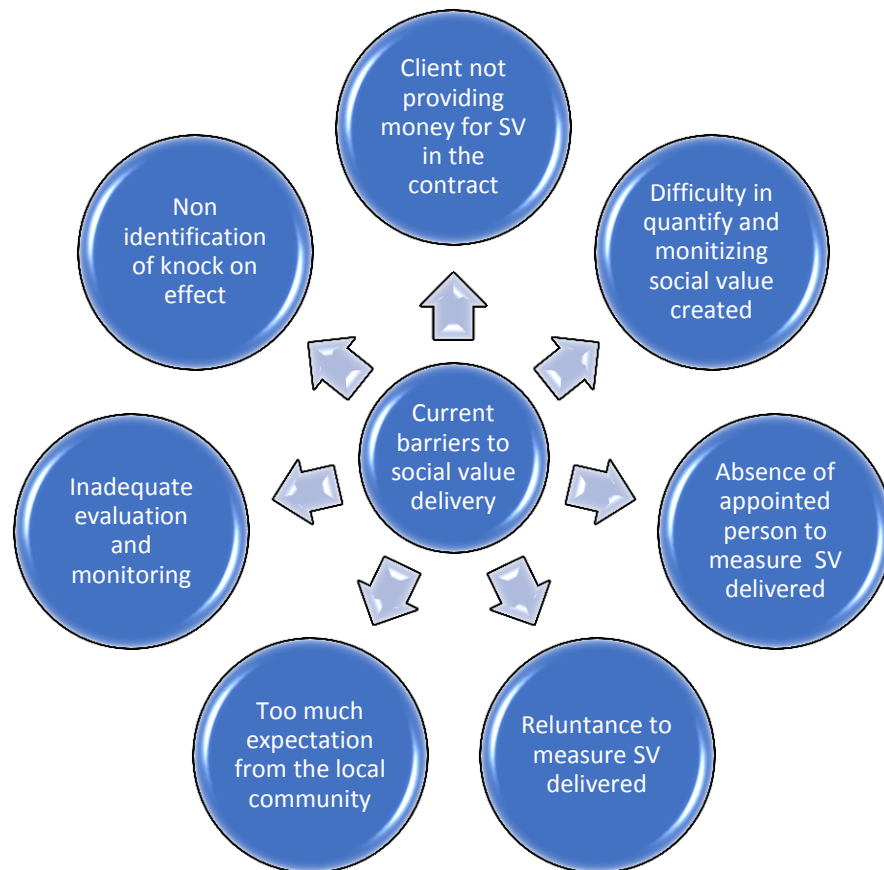 Client not
providing
money for SV
in the
contract
Difficulty in
quantify and
monitizing
social value
created
Absence of
appointed
person to
measure  SV
delivered
Reluntance to
measure SV
delivered
Too much
expectation
from the local
community
Inadequate
evaluation
and
monitoring
Non
identification
of knock on
effect
Current
barriers to
social value
delivery